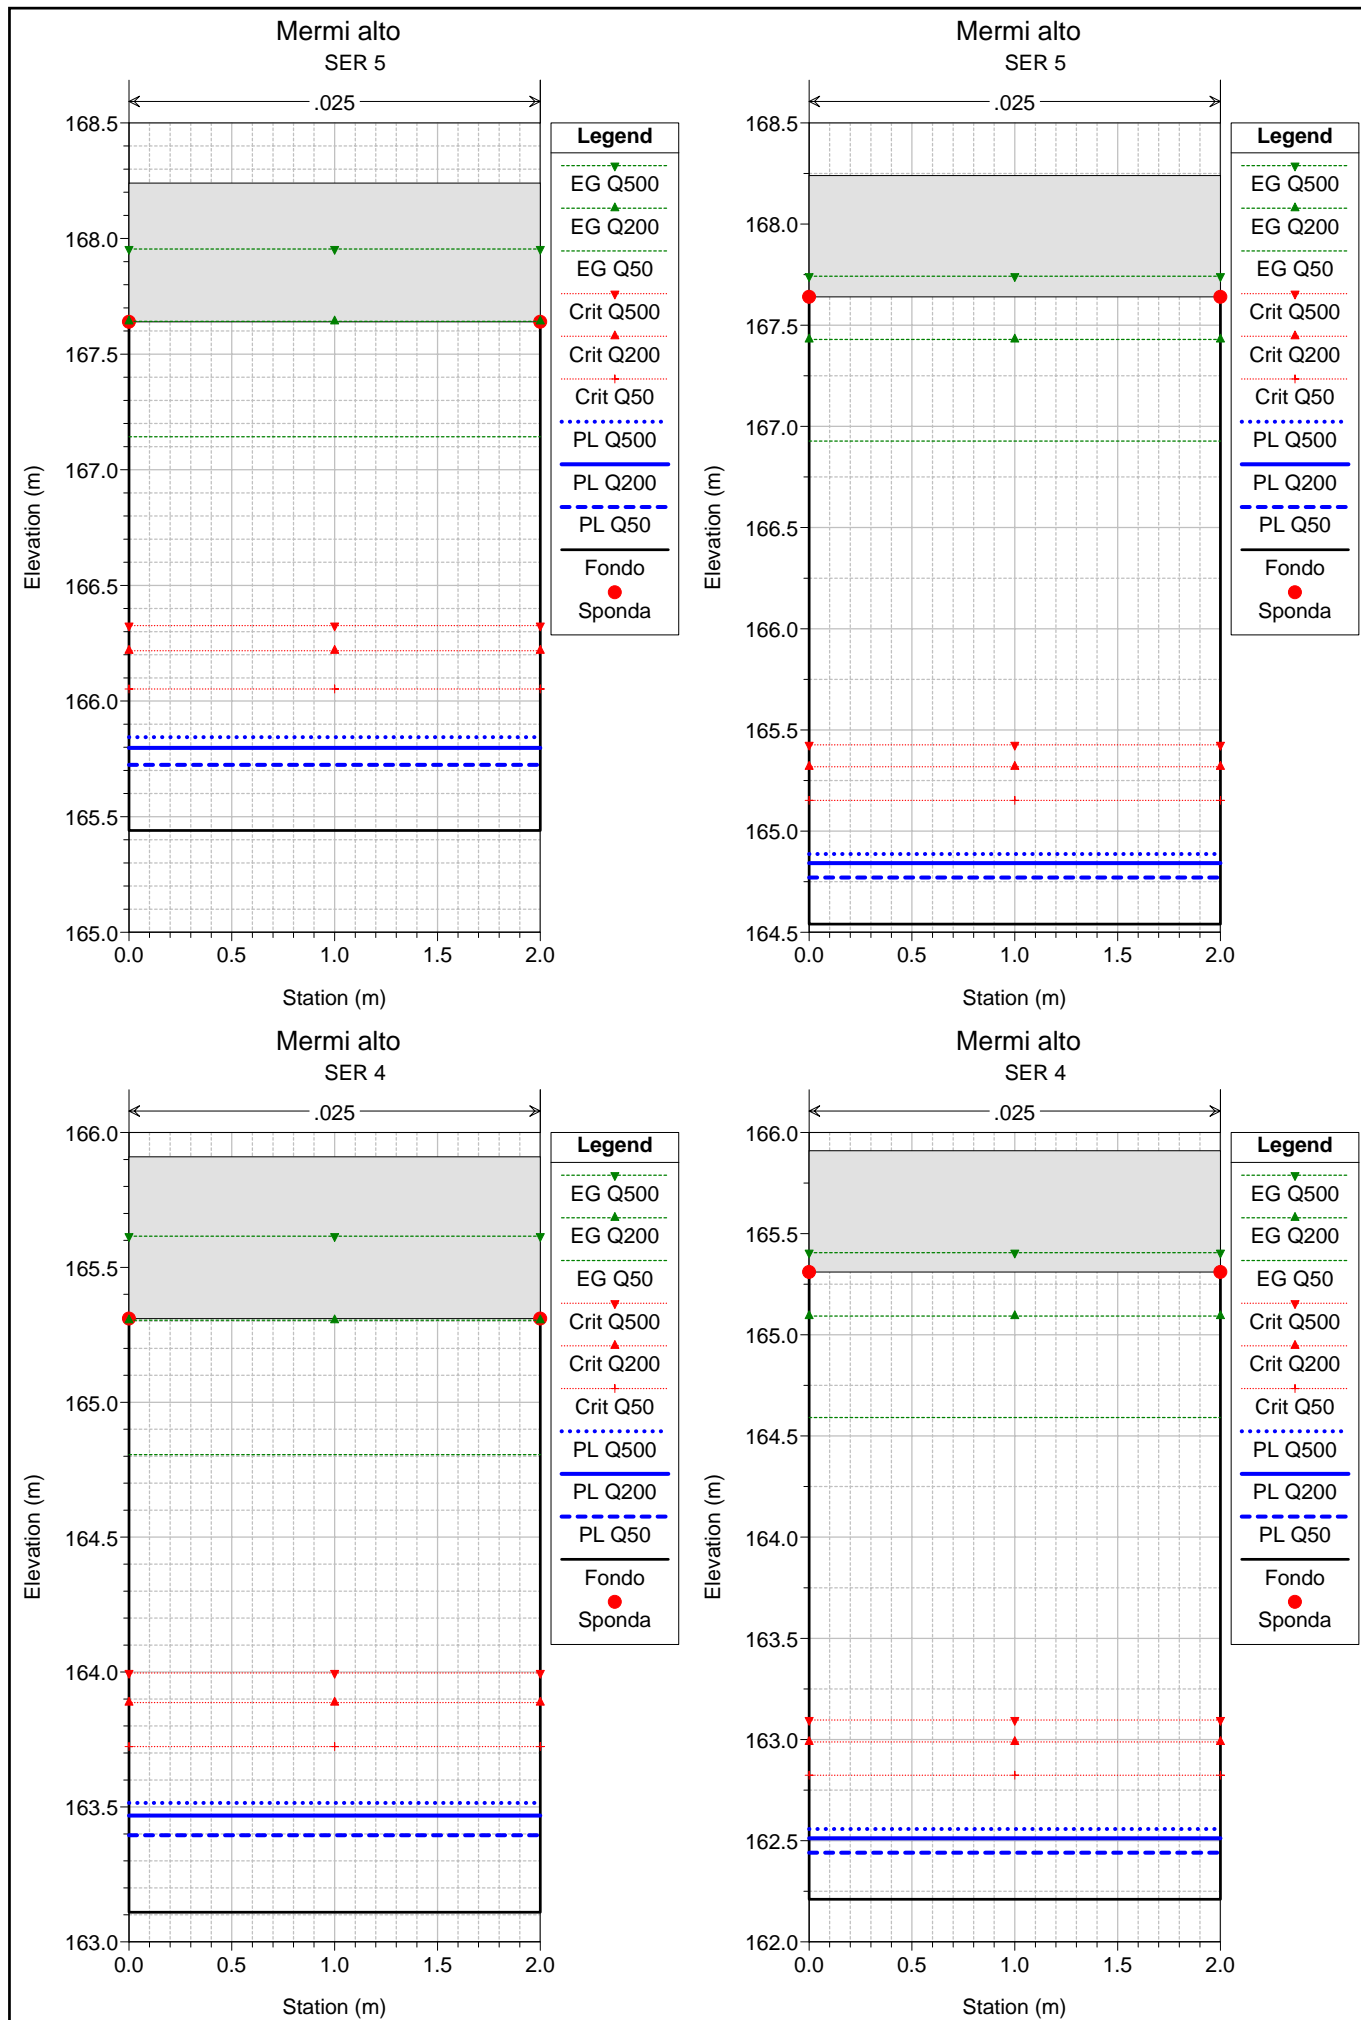 Mermi alto
SER 5
.025
168.5
168.0
167.5
167.0
166.5
166.0
165.5
165.0
0.0 0.5 1.0 1.5 2.0
Station (m)
Elevation (m)
Legend
EG Q500
EG Q200
EG Q50
Crit Q500
Crit Q200
Crit Q50
PL Q500
PL Q200
PL Q50
Fondo
Sponda
Mermi alto
SER 5
.025
168.5
168.0
167.5
167.0
166.5
166.0
165.5
165.0
164.5
0.0 0.5 1.0 1.5 2.0
Station (m)
Elevation (m)
Legend
EG Q500
EG Q200
EG Q50
Crit Q500
Crit Q200
Crit Q50
PL Q500
PL Q200
PL Q50
Fondo
Sponda
Mermi alto
SER 4
.025
166.0
165.5
165.0
164.5
164.0
163.5
163.0
0.0 0.5 1.0 1.5 2.0
Station (m)
Elevation (m)
Legend
EG Q500
EG Q200
EG Q50
Crit Q500
Crit Q200
Crit Q50
PL Q500
PL Q200
PL Q50
Fondo
Sponda
Mermi alto
SER 4
.025
166.0
165.5
165.0
164.5
164.0
163.5
163.0
162.5
162.0
0.0 0.5 1.0 1.5 2.0
Station (m)
Elevation (m)
Legend
EG Q500
EG Q200
EG Q50
Crit Q500
Crit Q200
Crit Q50
PL Q500
PL Q200
PL Q50
Fondo
Sponda